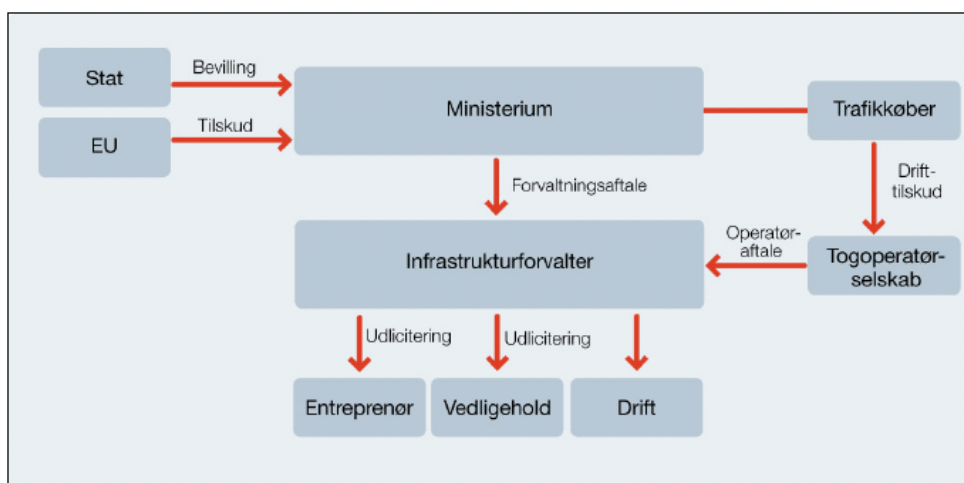 Stat
Bevilling
Ministerium
Trafikkøber
EU
Tilskud
Forvaltningsaftale
Drift-
tilskud
Infrastrukturforvalter
Operatør-
aftale
Togoperatør-
selskab
Udlicitering
Udlicitering
Entreprenør
Vedligehold
Drift